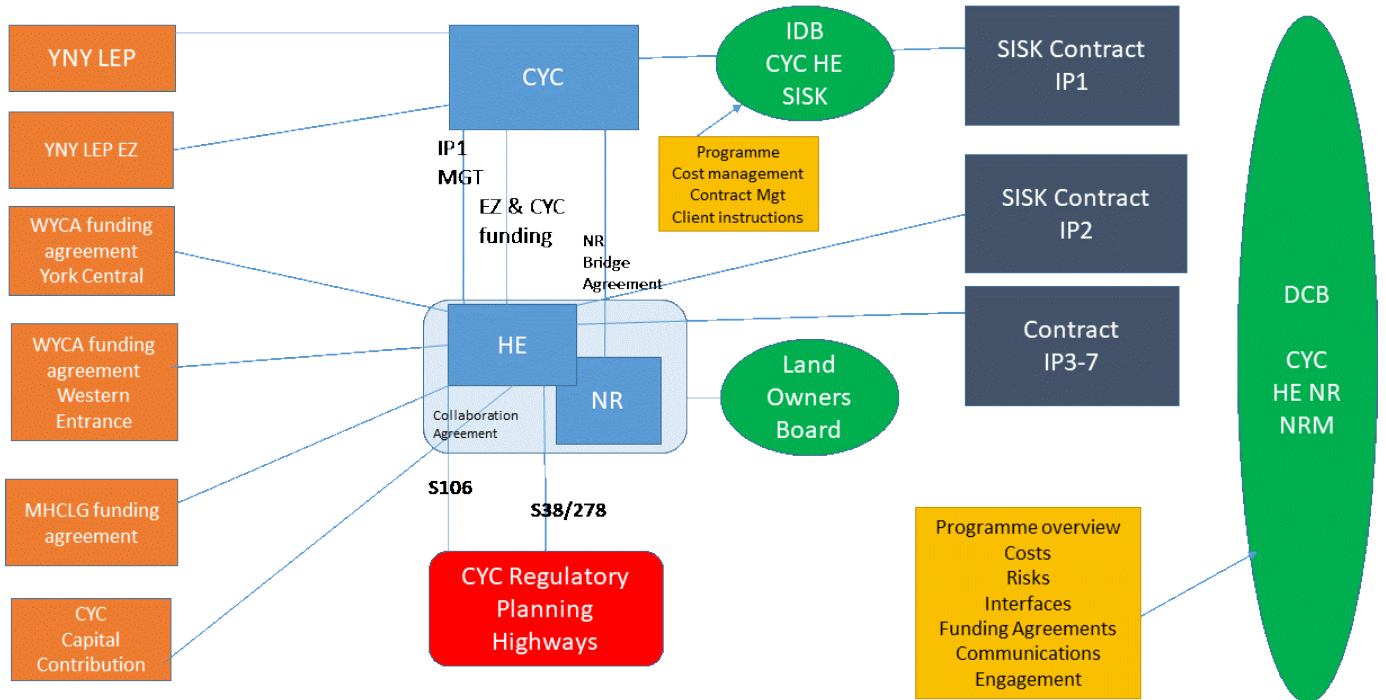 YNY LEP
YNY LEP EZ
WYCA funding
agreement
York Central
WYCA funding
agreement
Western
Entrance
MHCLG funding
agreement
CYC
Capital
Contribution
CYC
IP1
MGT
EZ & CYC
funding
NR
Bridge
Agreement
HE
NR
Collaboration
Agreement
S106
S38/278
CYC Regulatory
Planning
Highways
IDB
CYC HE
SISK
Programme
Cost management
Contract Mgt
Client instructions
Land
Owners
Board
SISK Contract
IP1
SISK Contract
IP2
Contract
IP3-7
Programme overview
Costs
Risks
Interfaces
Funding Agreements
Communications
Engagement
DCB
CYC
HE NR
NRM